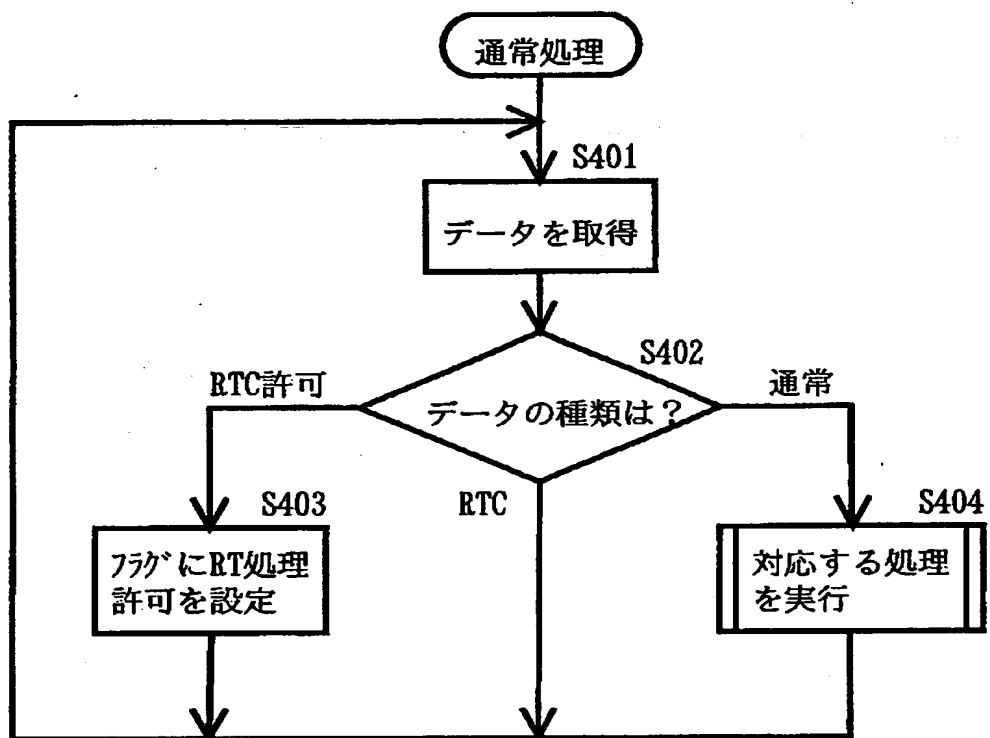 通常処理
S401
データを取得
S402
RTC許可
データの種類は？
通常
RTC
S403
ﾌﾗｸﾞにRT処理
許可を設定
S404
対応する処理
を実行